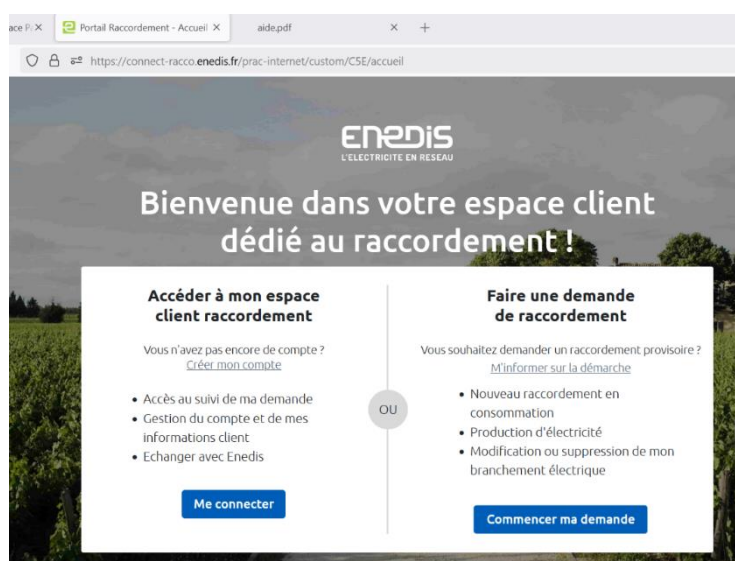 ace P
Portail Raccordement - Accueil
aide.pdf
https://connect-racco.enedis.fr/prac-internet/custom/C5E/accueil
ENEDIS
L'ELECTRICITE EN RESEAU
Bienvenue dans votre espace client
dédié au raccordement !
Accéder à mon espace
client raccordement
Vous n'avez pas encore de compte ?
Créer mon compte
• Accès au suivi de ma demande
• Gestion du compte et de mes
informations client
• Echanger avec Enedis
Me connecter
OU
Faire une demande
de raccordement
Vous souhaitez demander un raccordement provisoire ?
M'informer sur la démarche
• Nouveau raccordement en
consommation
• Production d'électricité
• Modification ou suppression de mon
branchement électrique
Commencer ma demande